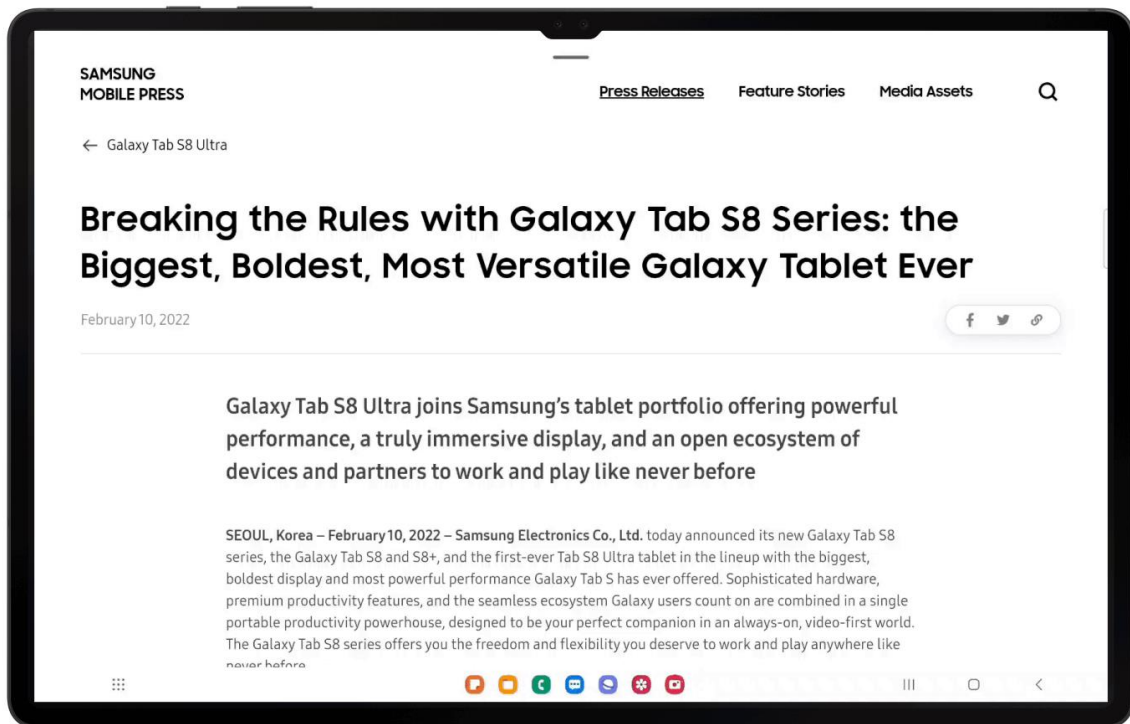 SAMSUNG
MOBILE PRESS
Press Releases
Feature Stories
Media Assets
Galaxy Tab S8 Ultra
Breaking the Rules with Galaxy Tab S8 Series: the
Biggest, Boldest, Most Versatile Galaxy Tablet Ever
February 10, 2022
Galaxy Tab S8 Ultra joins Samsung’s tablet portfolio offering powerful
performance, a truly immersive display, and an open ecosystem of
devices and partners to work and play like never before
SEOUL, Korea – February 10, 2022 – Samsung Electronics Co., Ltd. today announced its new Galaxy Tab S8
series, the Galaxy Tab S8 and S8+, and the first-ever Tab S8 Ultra tablet in the lineup with the biggest,
boldest display and most powerful performance Galaxy Tab S has ever offered. Sophisticated hardware,
premium productivity features, and the seamless ecosystem Galaxy users count on are combined in a single
portable productivity powerhouse, designed to be your perfect companion in an always-on, video-first world.
The Galaxy Tab S8 series offers you the freedom and flexibility you deserve to work and play anywhere like
never before